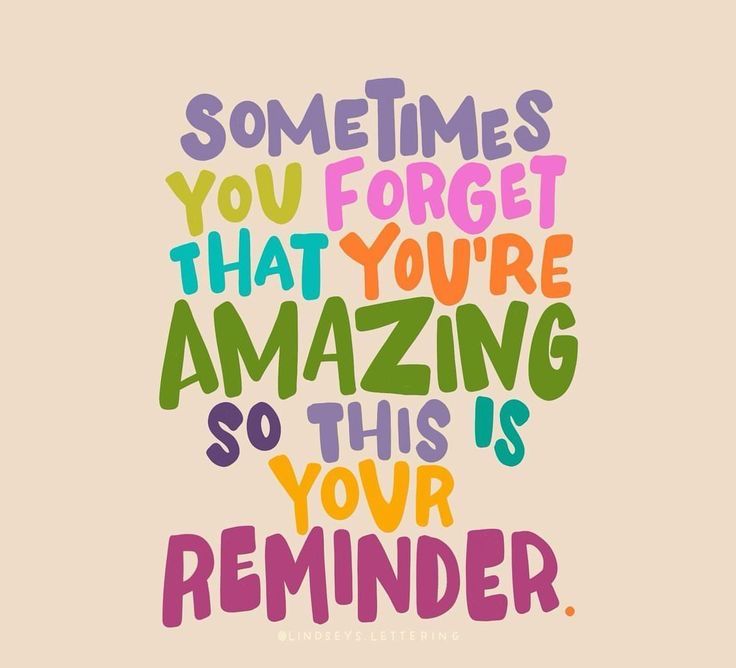 SOMETIMES
YOU FORGET
THAT YOU'RE
AMAZING
SO THIS IS
YOUR
REMINDER.
@LINDSEYS.LETTERING